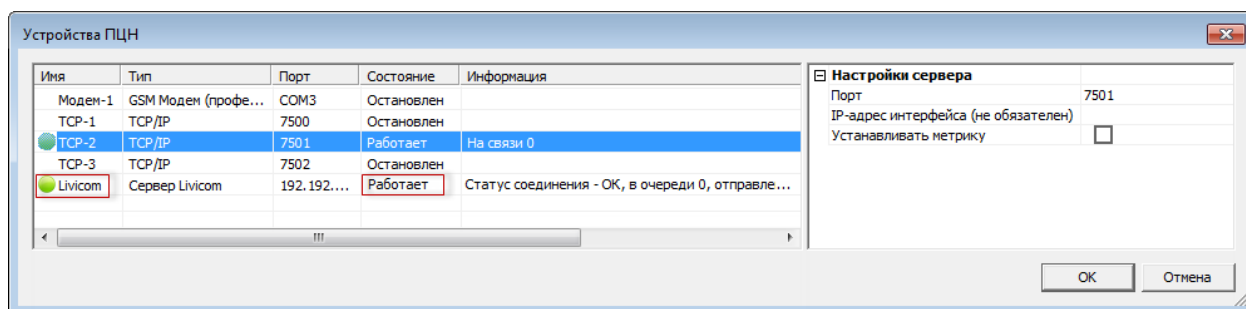 Устройства ПЦН
Имя Тип Порт Состояние Информация
Модем-1 GSM Модем (профе... COM3 Остановлен
TCP-1 TCP/IP 7500 Остановлен
TCP-2 TCP/IP 7501 Работает На связи 0
TCP-3 TCP/IP 7502 Остановлен
Livicom Сервер Livicom 192.192.... Работает Статус соединения - ОК, в очереди 0, отправле...
Настройки сервера
Порт 7501
IP-адрес интерфейса (не обязателен)
Устанавливать метрику
ОК Отмена